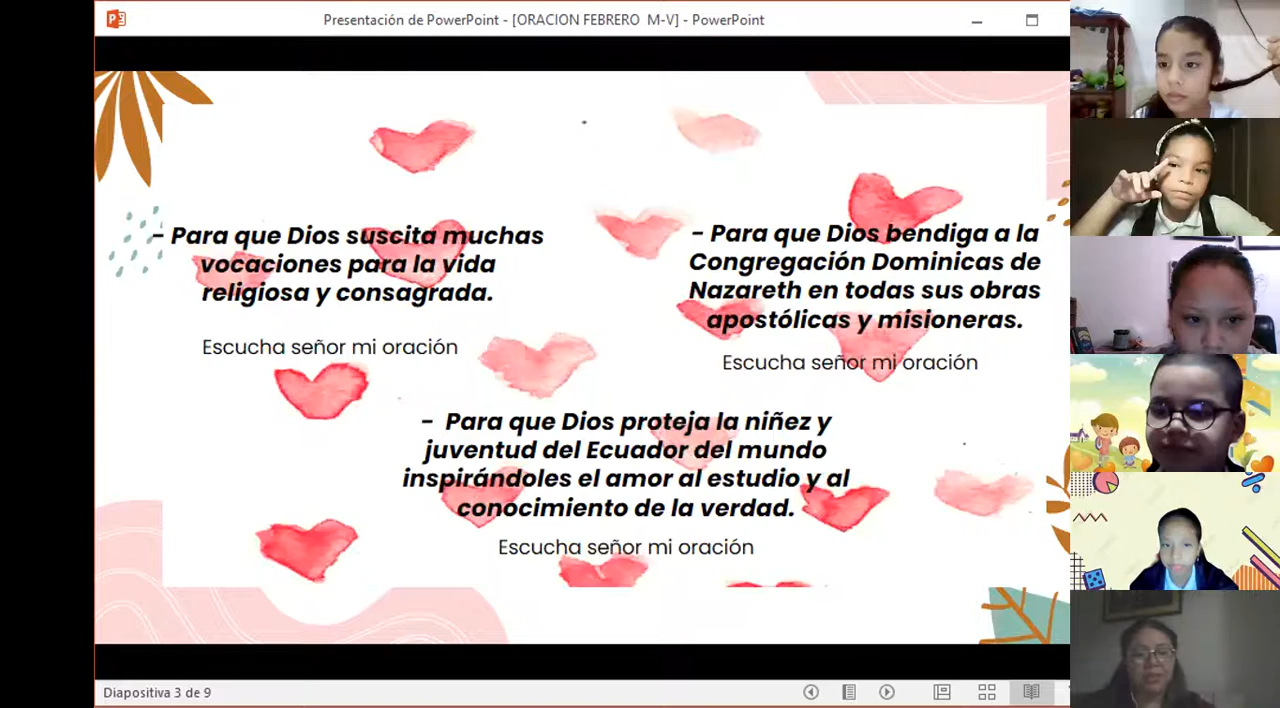 Presentación de PowerPoint - [ORACION FEBRERO M-V] - PowerPoint
- Para que Dios suscita muchas
vocaciones para la vida
religiosa y consagrada.
Escucha señor mi oración
- Para que Dios bendiga a la
Congregación Dominicas de
Nazareth en todas sus obras
apostólicas y misioneras.
Escucha señor mi oración
- Para que Dios proteja la niñez y
juventud del Ecuador del mundo
inspirándoles el amor al estudio y al
conocimiento de la verdad.
Escucha señor mi oración
Diapositiva 3 de 9